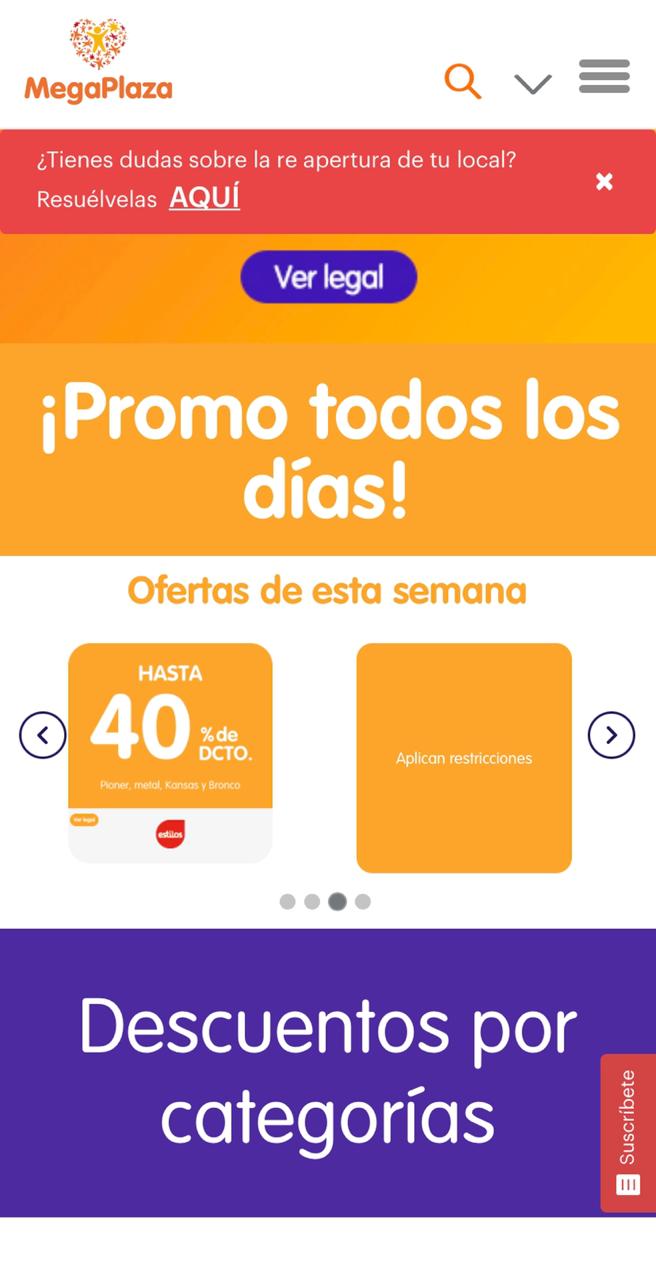 MegaPlaza
¿Tienes dudas sobre la re apertura de tu local?
Resuélvelas AQUÍ
Ver legal
¡Promo todos los
días!
Ofertas de esta semana
HASTA
40 % de
DCTO.
Pioner, metal, Kansas y Bronco
Ver legal
estilos
Aplican restricciones
Descuentos por
categorías
Suscríbete